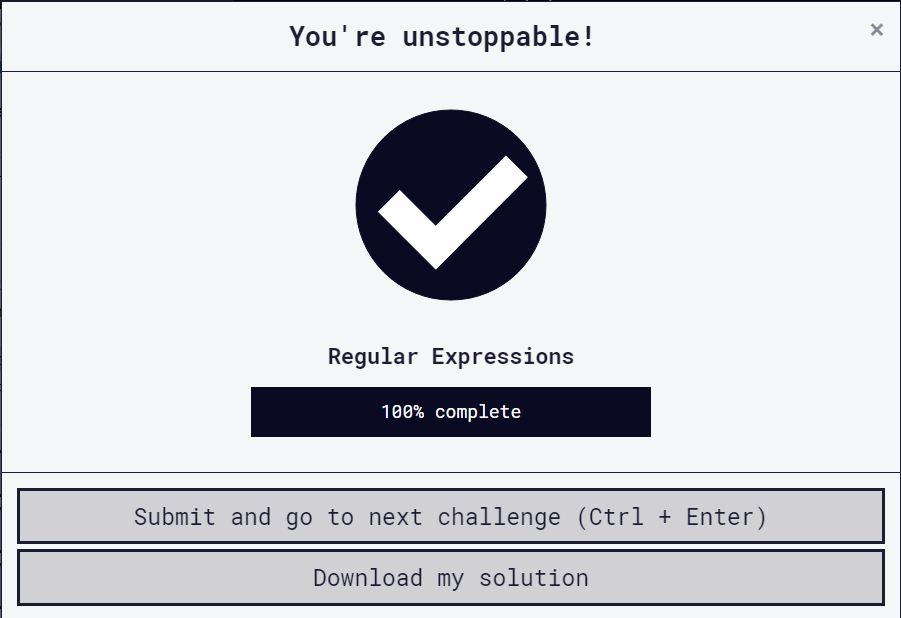 You're unstoppable!
×
Regular Expressions
100% complete
Submit and go to next challenge (Ctrl + Enter)
Download my solution